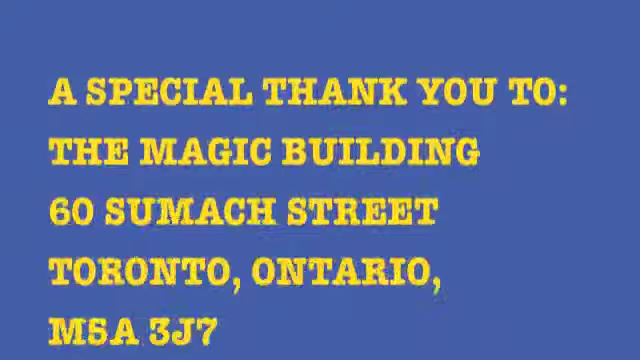 A SPECIAL THANK YOU TO:
THE MAGIC BUILDING
60 SUMACH STREET
TORONTO, ONTARIO,
M5A 3J7